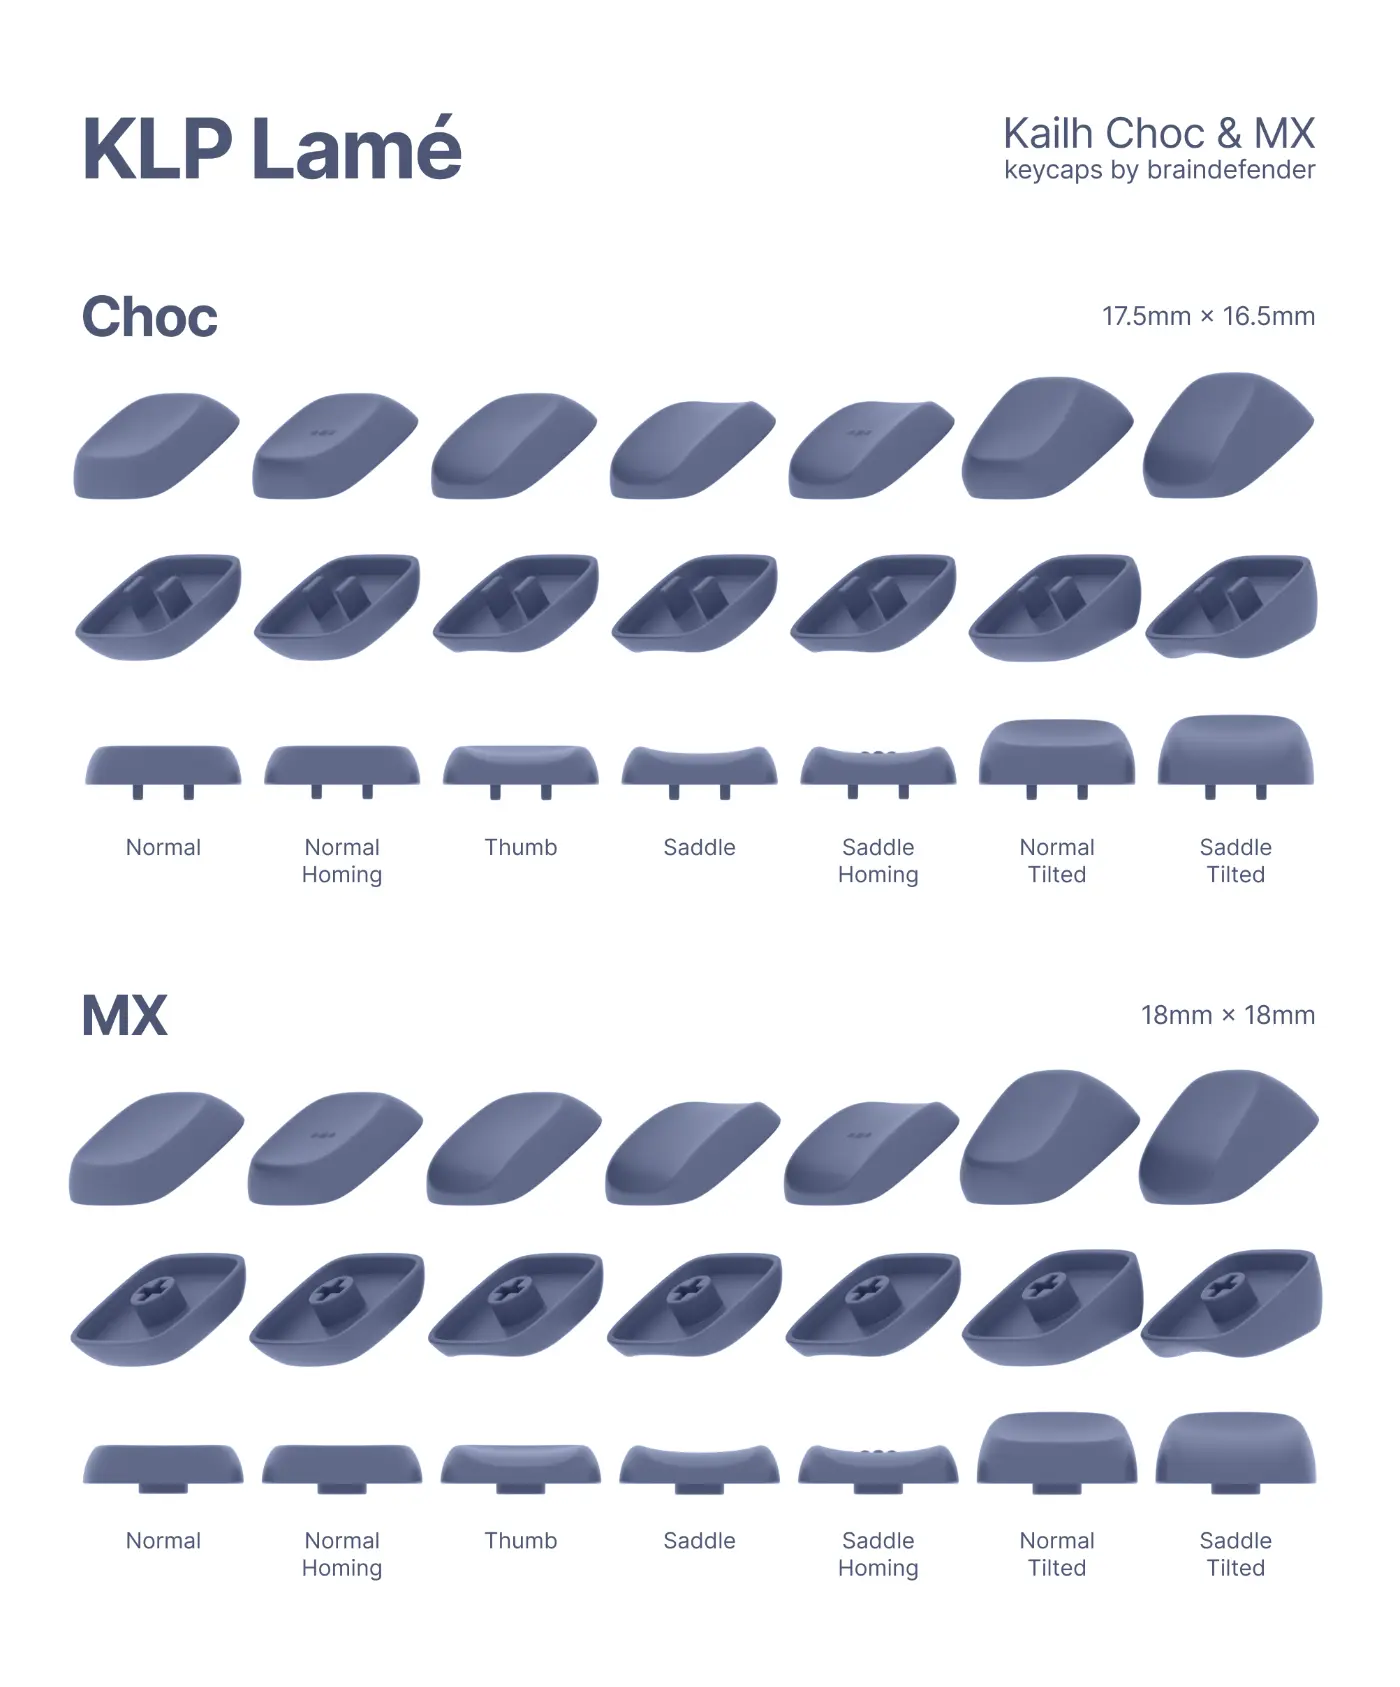 KLP Lamé
Kailh Choc & MX
keycaps by braindefender
Choc
17.5mm × 16.5mm
Normal
Normal
Homing
Thumb
Saddle
Saddle
Homing
Normal
Tilted
Saddle
Tilted
MX
18mm × 18mm
Normal
Normal
Homing
Thumb
Saddle
Saddle
Homing
Normal
Tilted
Saddle
Tilted